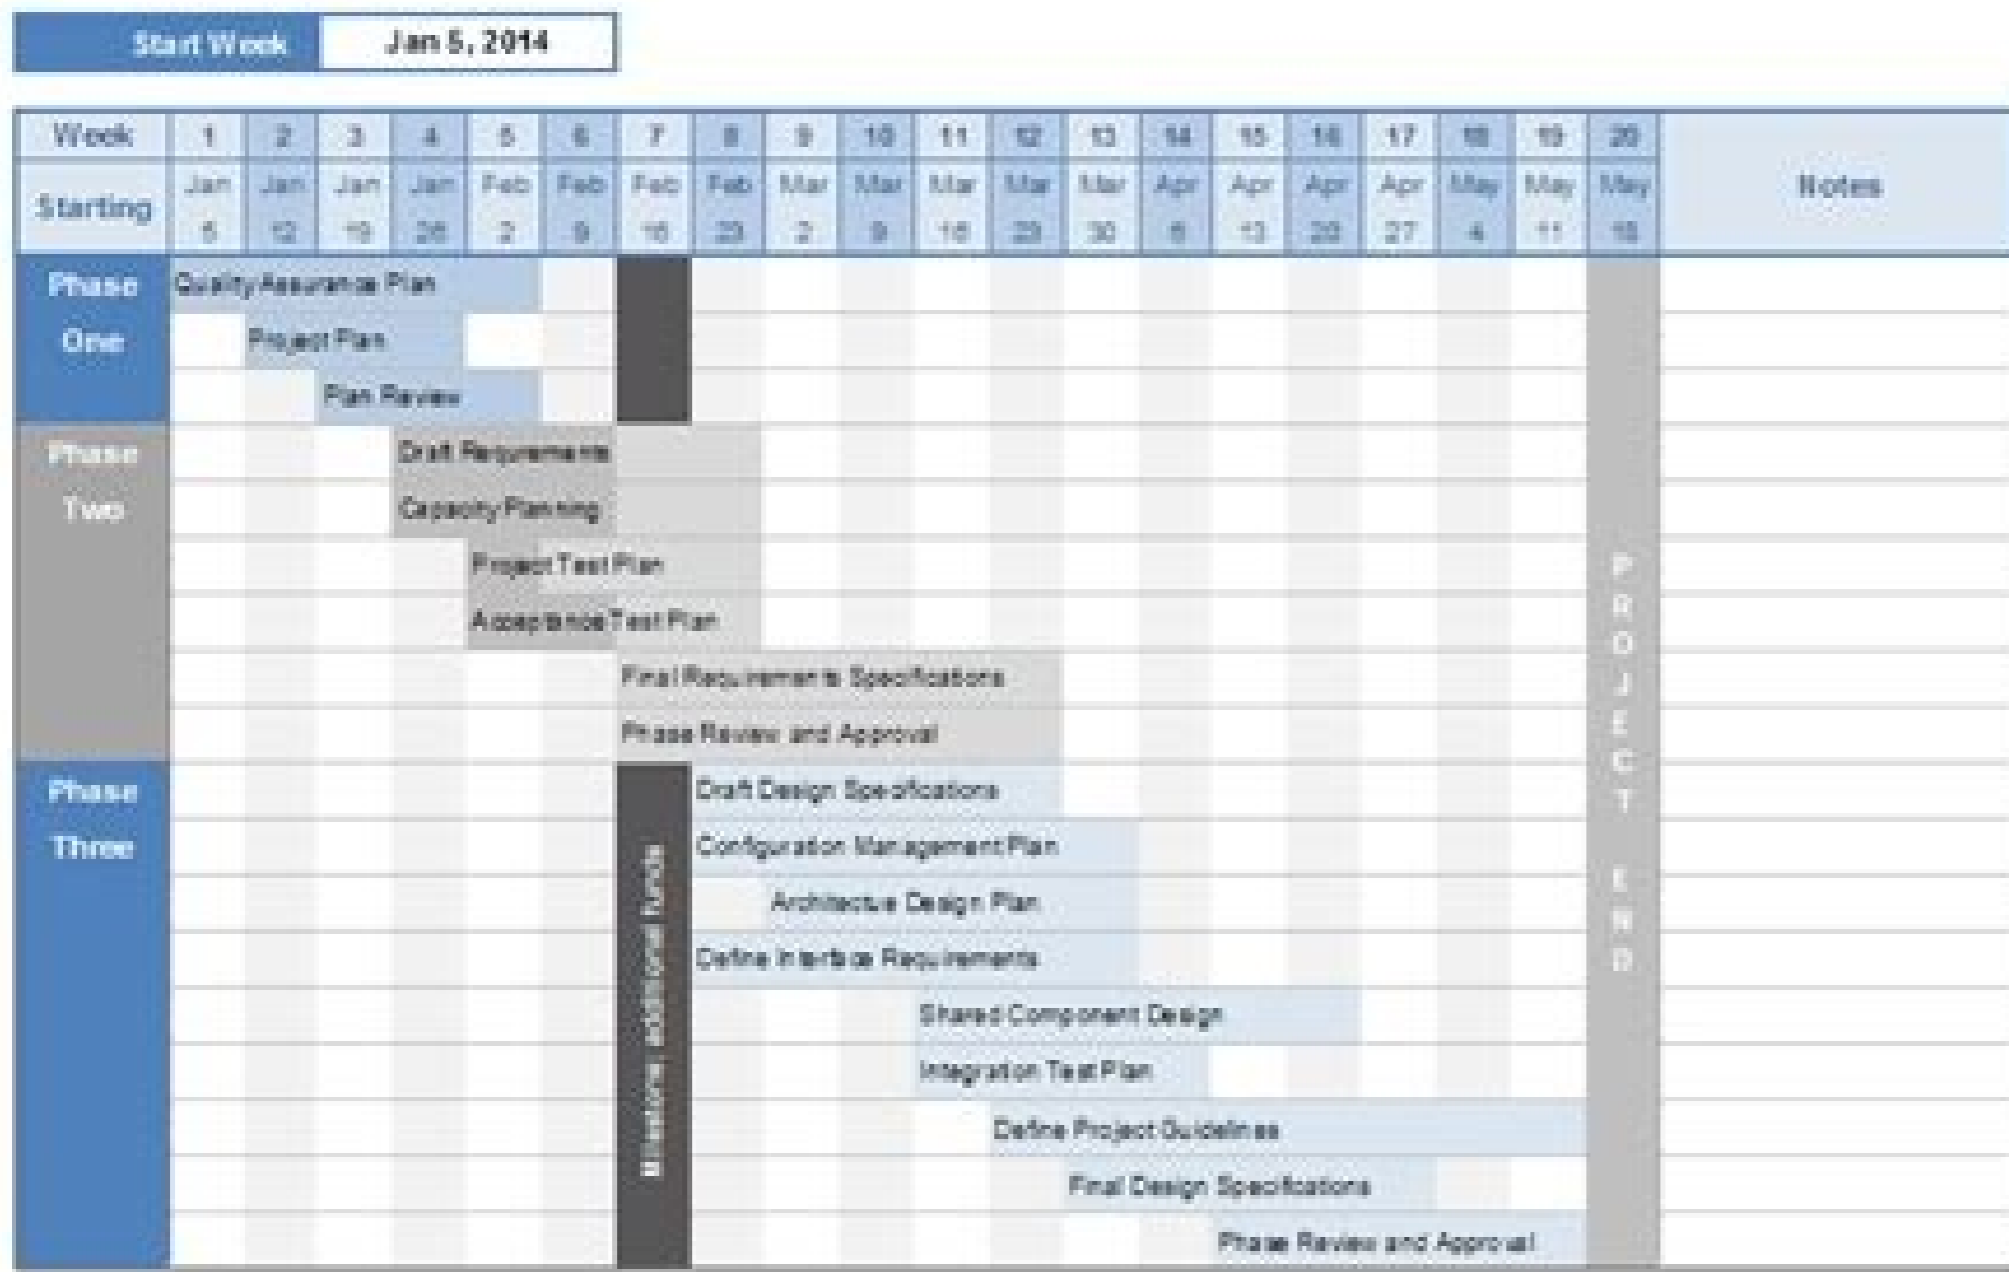 Start Week Jan 5, 2014
Week 1 2 3 4 5 6 7 8 9 10 11 12 13 14 15 16 17 18 19 20 Notes
Starting Jan Jan Jan Jan Feb Feb Feb Feb Mar Mar Mar Mar Mar Apr Apr Apr Apr May May May
5 12 19 26 2 9 16 23 2 9 16 23 30 6 13 20 27 4 11 18
Phase One
Quality Assurance Plan
Project Plan
Plan Review
Phase Two
Draft Requirements
Capacity Planning
Project Test Plan
Acceptance Test Plan
Final Requirements Specifications
Phase Review and Approval
Phase Three
Draft Design Specifications
Configuration Management Plan
Architectue Design Plan
Define Interface Requirements
Shared Component Design
Integration Test Plan
Define Project Guidelines
Final Design Specifications
Phase Review and Approval
Milestone, additional funds
PROJECT END